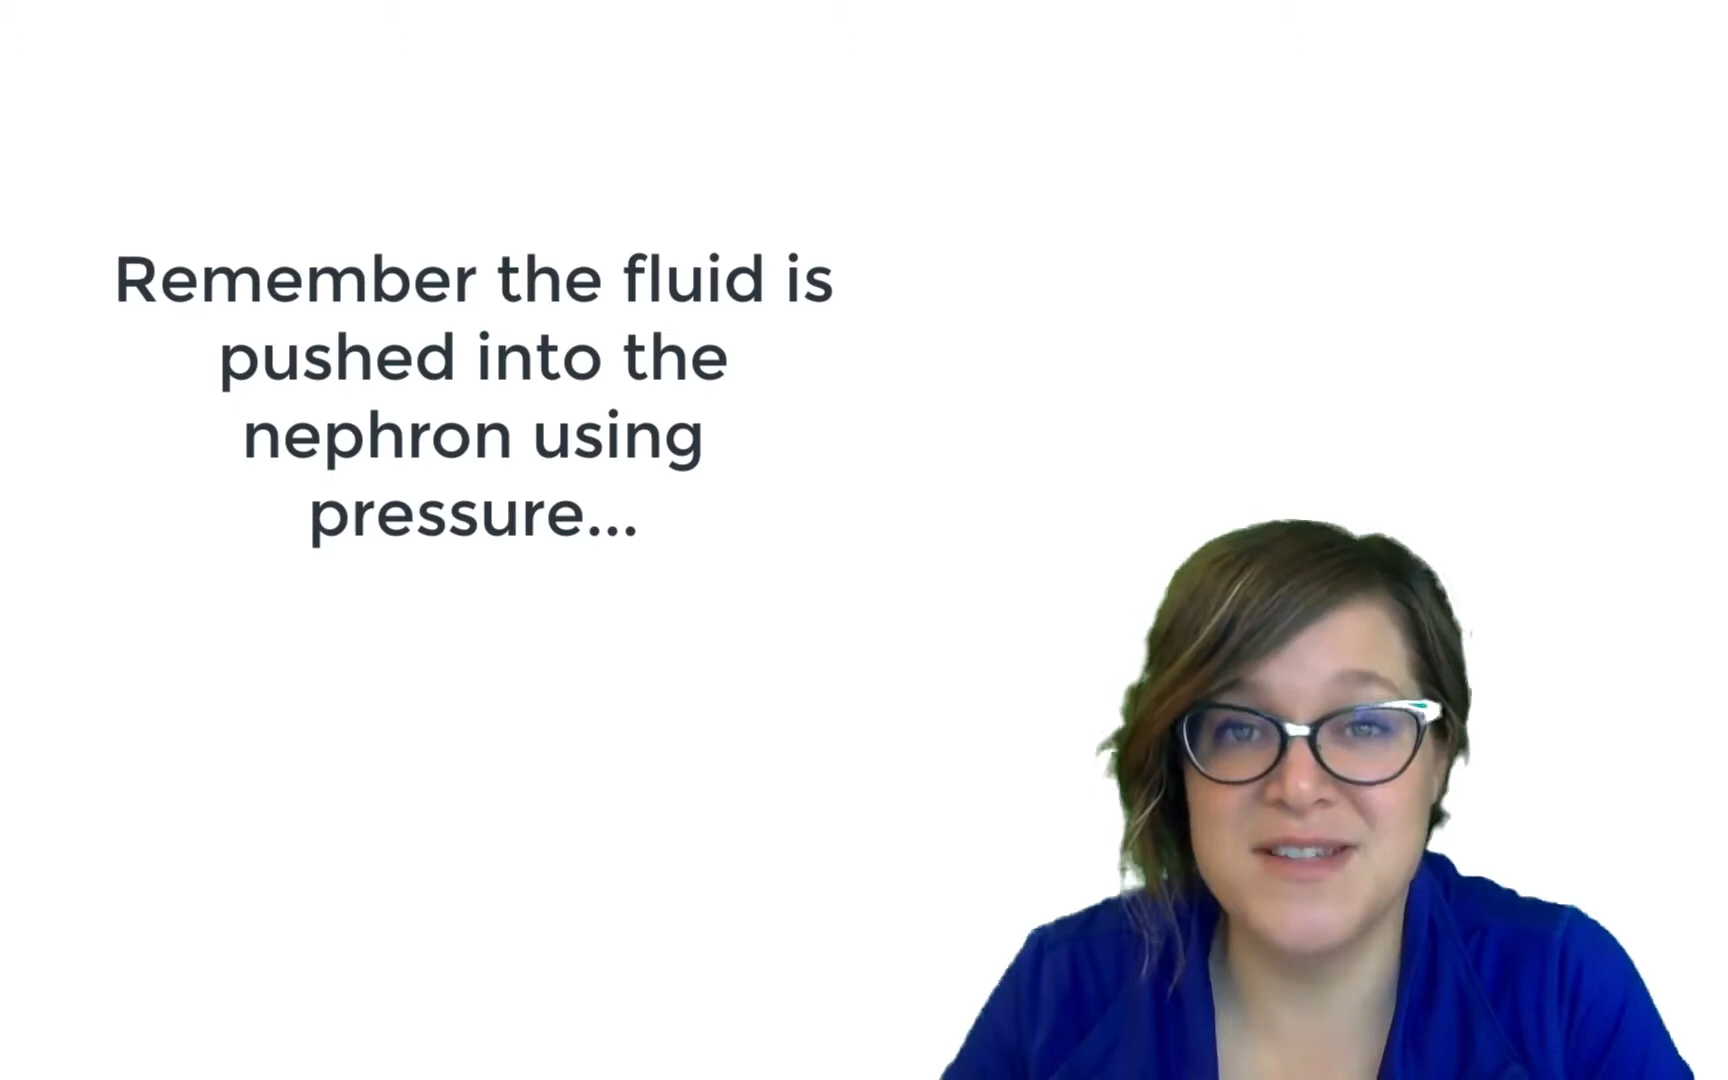 Remember the fluid is
pushed into the
nephron using
pressure...